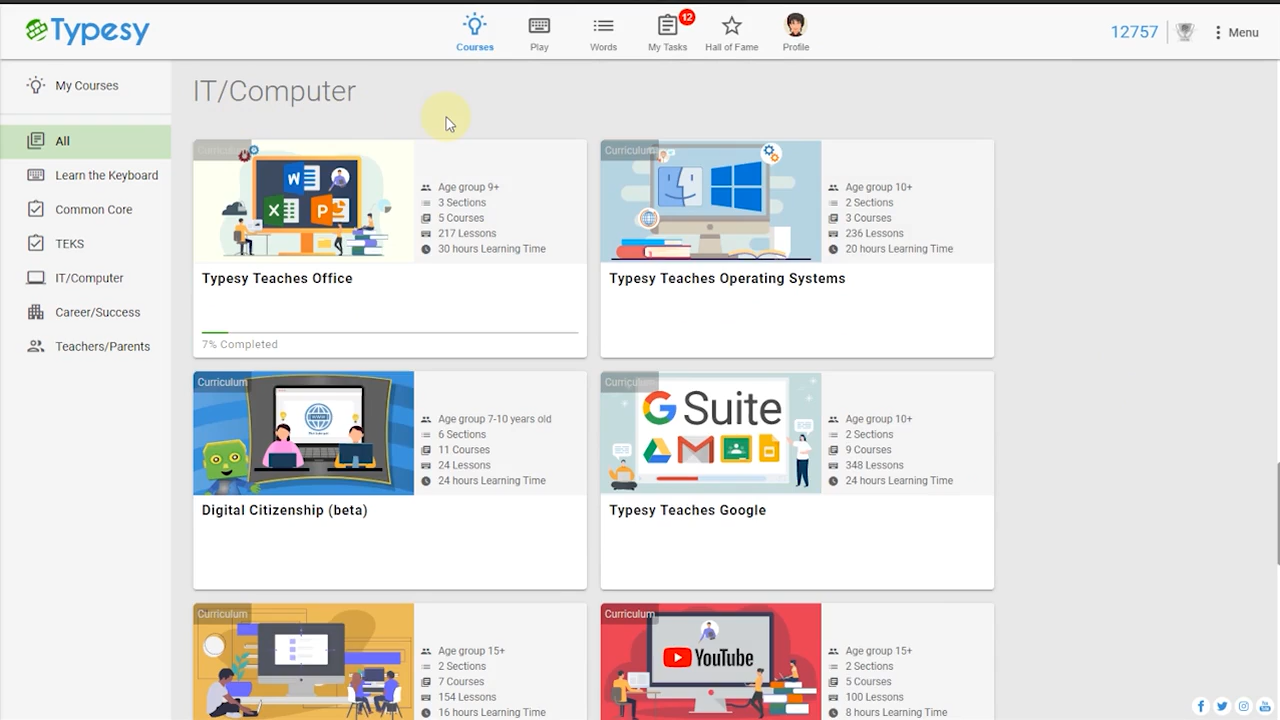 Typesy
Courses
Play
Words
12
My Tasks
Hall of Fame
Profile
12757
Menu
My Courses
All
Learn the Keyboard
Common Core
TEKS
IT/Computer
Career/Success
Teachers/Parents
IT/Computer
Curriculum
W
X
P
Age group 9+
3 Sections
5 Courses
217 Lessons
30 hours Learning Time
Typesy Teaches Office
7% Completed
Curriculum
Age group 10+
2 Sections
3 Courses
236 Lessons
20 hours Learning Time
Typesy Teaches Operating Systems
Curriculum
Age group 7-10 years old
6 Sections
11 Courses
24 Lessons
24 hours Learning Time
Digital Citizenship (beta)
Curriculum
G Suite
Age group 10+
2 Sections
9 Courses
348 Lessons
24 hours Learning Time
Typesy Teaches Google
Curriculum
Age group 15+
2 Sections
7 Courses
154 Lessons
16 hours Learning Time
Curriculum
YouTube
Age group 15+
2 Sections
5 Courses
100 Lessons
8 hours Learning Time